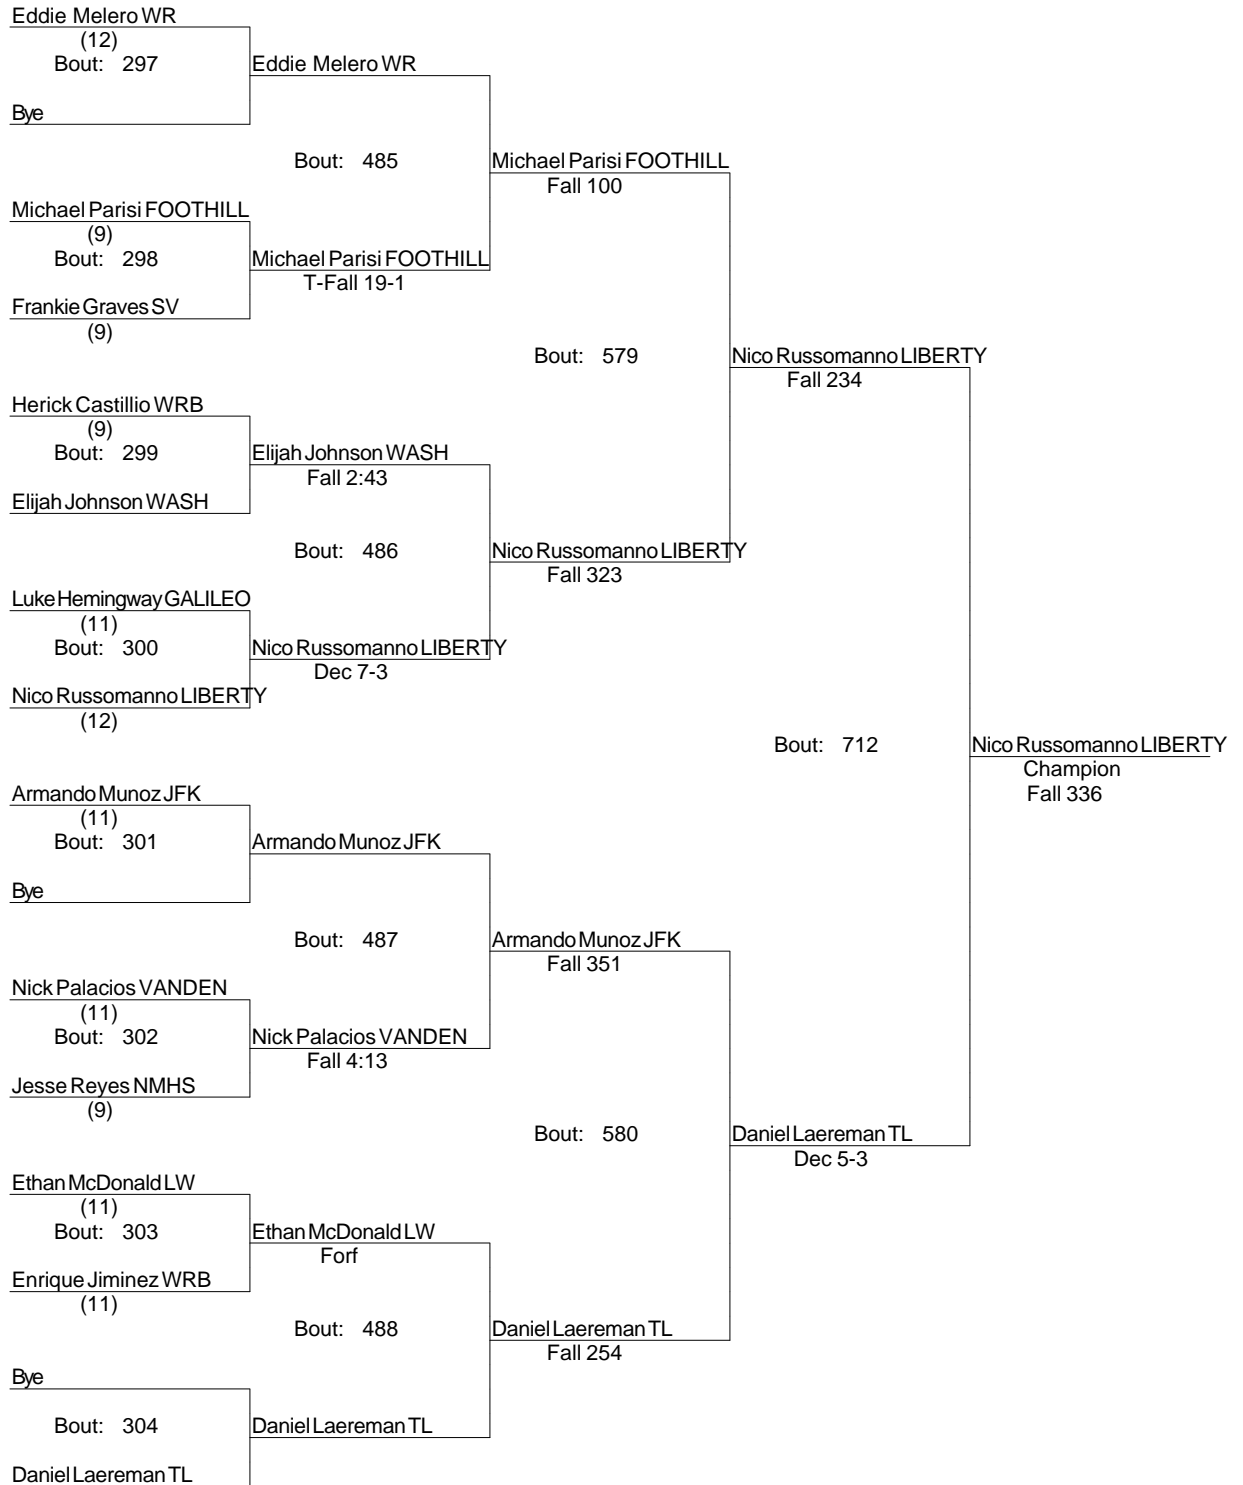 Eddie Melero WR
(12)
Bout: 297
Eddie Melero WR
Bye
Bout: 485
Michael Parisi FOOTHILL
Fall 100
Michael Parisi FOOTHILL
(9)
Bout: 298
Michael Parisi FOOTHILL
T-Fall 19-1
Frankie Graves SV
(9)
Bout: 579
Nico Russomanno LIBERTY
Fall 234
Herick Castillio WRB
(9)
Bout: 299
Elijah Johnson WASH
Fall 2:43
Elijah Johnson WASH
Bout: 486
Nico Russomanno LIBERTY
Fall 323
Luke Hemingway GALILEO
(11)
Bout: 300
Nico Russomanno LIBERTY
Dec 7-3
Nico Russomanno LIBERTY
(12)
Bout: 712
Nico Russomanno LIBERTY
Champion
Fall 336
Armando Munoz JFK
(11)
Bout: 301
Armando Munoz JFK
Bye
Bout: 487
Armando Munoz JFK
Fall 351
Nick Palacios VANDEN
(11)
Bout: 302
Nick Palacios VANDEN
Fall 4:13
Jesse Reyes NMHS
(9)
Bout: 580
Daniel Laereman TL
Dec 5-3
Ethan McDonald LW
(11)
Bout: 303
Ethan McDonald LW
Forf
Enrique Jiminez WRB
(11)
Bout: 488
Daniel Laereman TL
Fall 254
Bye
Bout: 304
Daniel Laereman TL
Daniel Laereman TL